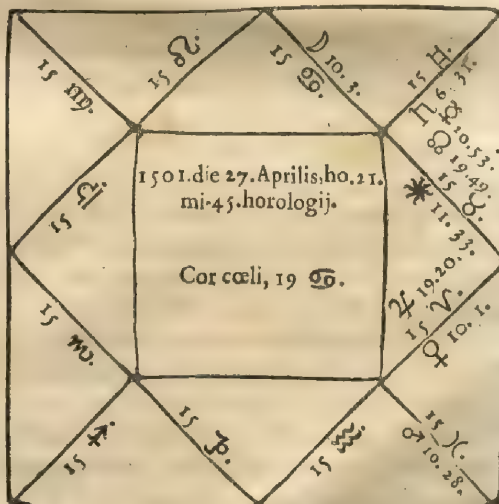 15 ♌.
☽ 10. 3.
15 ♋.
15 ♊.
♄ 6. 31.
☿ 10. 53.
☊ 19. 49.
15 ♉.
☀ 11. 33.
♃ 19. 20.
15 ♈.
♀ 10. 1.
15 ♓.
♂ 10. 28.
15 ♒.
15 ♑.
15 ♐.
15 ♏.
15 ♎.
15 ♍.
1501.die 27.Aprilis,ho.21.
mi.45.horologij.
Cor cœli, 19 ♋.